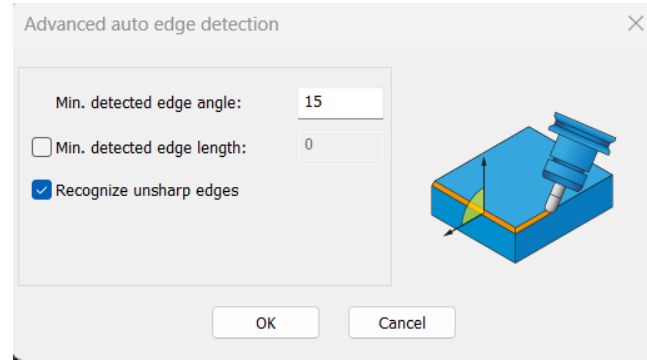 Advanced auto edge detection
Min. detected edge angle: 15
Min. detected edge length: 0
Recognize unsharp edges
OK Cancel